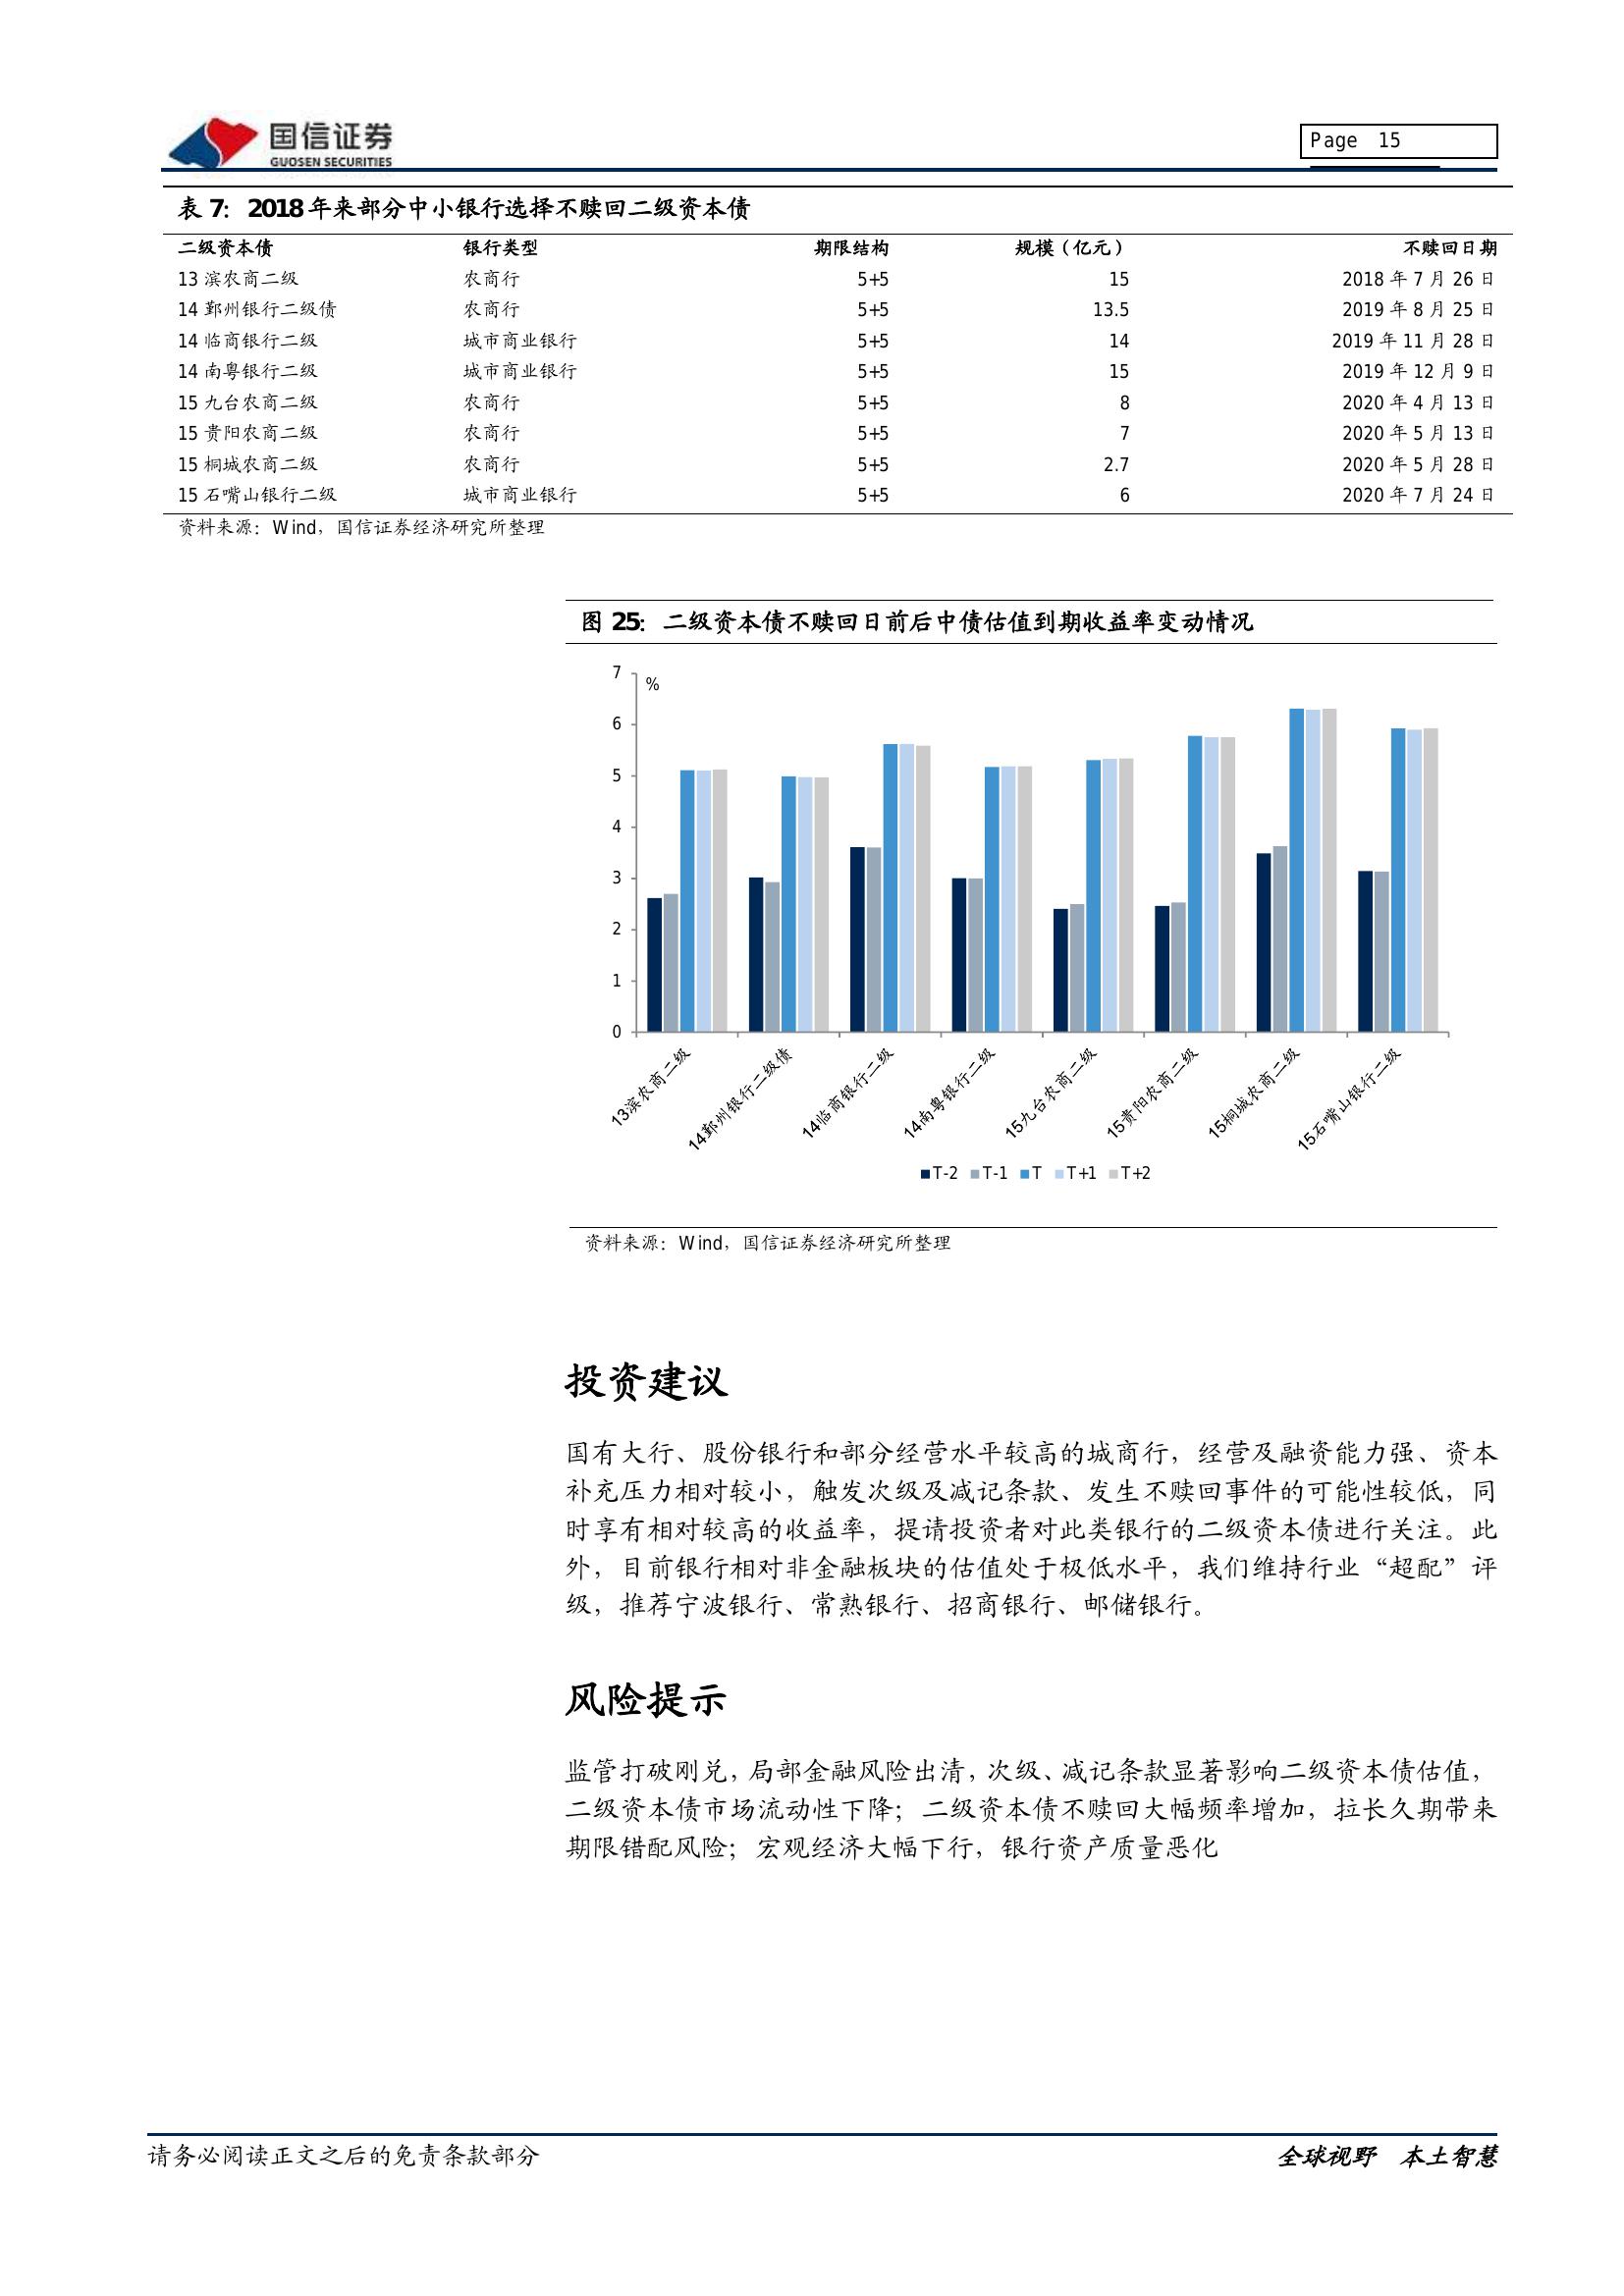 国信证券
GUOSEN SECURITIES
Page 15
表 7：2018 年来部分中小银行选择不赎回二级资本债
二级资本债 银行类型 期限结构 规模（亿元） 不赎回日期
13 滨农商二级 农商行 5+5 15 2018 年 7 月 26 日
14 鄞州银行二级债 农商行 5+5 13.5 2019 年 8 月 25 日
14 临商银行二级 城市商业银行 5+5 14 2019 年 11 月 28 日
14 南粤银行二级 城市商业银行 5+5 15 2019 年 12 月 9 日
15 九台农商二级 农商行 5+5 8 2020 年 4 月 13 日
15 贵阳农商二级 农商行 5+5 7 2020 年 5 月 13 日
15 桐城农商二级 农商行 5+5 2.7 2020 年 5 月 28 日
15 石嘴山银行二级 城市商业银行 5+5 6 2020 年 7 月 24 日
资料来源：Wind，国信证券经济研究所整理
图 25：二级资本债不赎回日前后中债估值到期收益率变动情况
%
7
6
5
4
3
2
1
0
13滨农商二级
14鄞州银行二级债
14临商银行二级
14南粤银行二级
15九台农商二级
15贵阳农商二级
15桐城农商二级
15石嘴山银行二级
T-2 T-1 T T+1 T+2
资料来源：Wind，国信证券经济研究所整理
投资建议
国有大行、股份银行和部分经营水平较高的城商行，经营及融资能力强、资本
补充压力相对较小，触发次级及减记条款、发生不赎回事件的可能性较低，同
时享有相对较高的收益率，提请投资者对此类银行的二级资本债进行关注。此
外，目前银行相对非金融板块的估值处于极低水平，我们维持行业“超配”评
级，推荐宁波银行、常熟银行、招商银行、邮储银行。
风险提示
监管打破刚兑，局部金融风险出清，次级、减记条款显著影响二级资本债估值，
二级资本债市场流动性下降；二级资本债不赎回大幅频率增加，拉长久期带来
期限错配风险；宏观经济大幅下行，银行资产质量恶化
请务必阅读正文之后的免责条款部分
全球视野 本土智慧